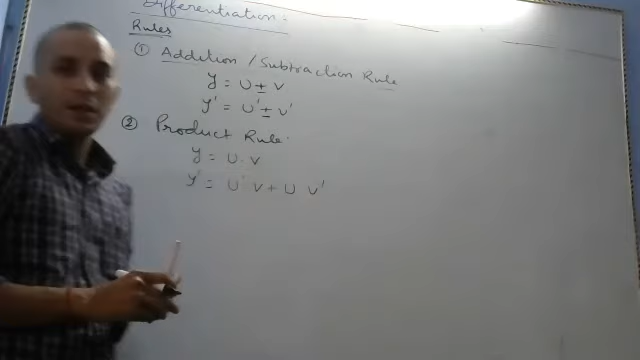 Differentiation:
Rules
① Addition / Subtraction Rule
y = U ± V
y' = U' ± V'
② Product Rule.
y = U . V
y' = U' V + U V'